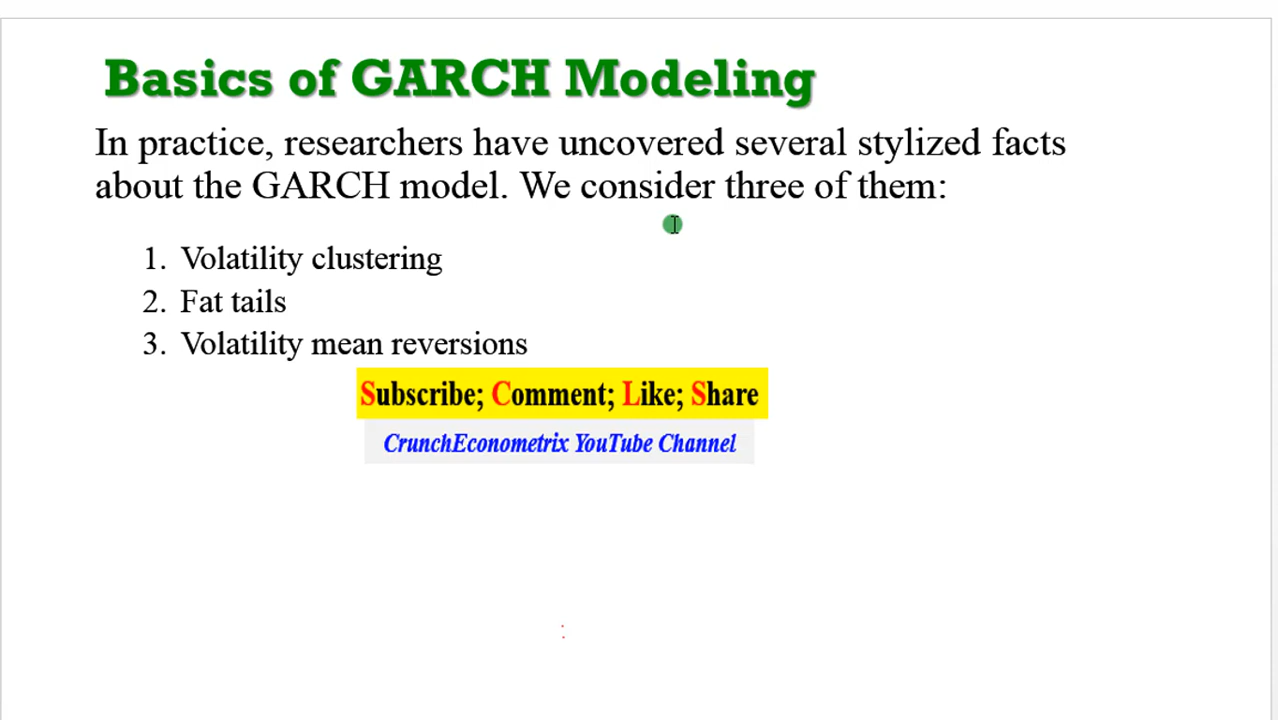 Basics of GARCH Modeling
In practice, researchers have uncovered several stylized facts
about the GARCH model. We consider three of them:
1. Volatility clustering
2. Fat tails
3. Volatility mean reversions
Subscribe; Comment; Like; Share
CrunchEconometrix YouTube Channel